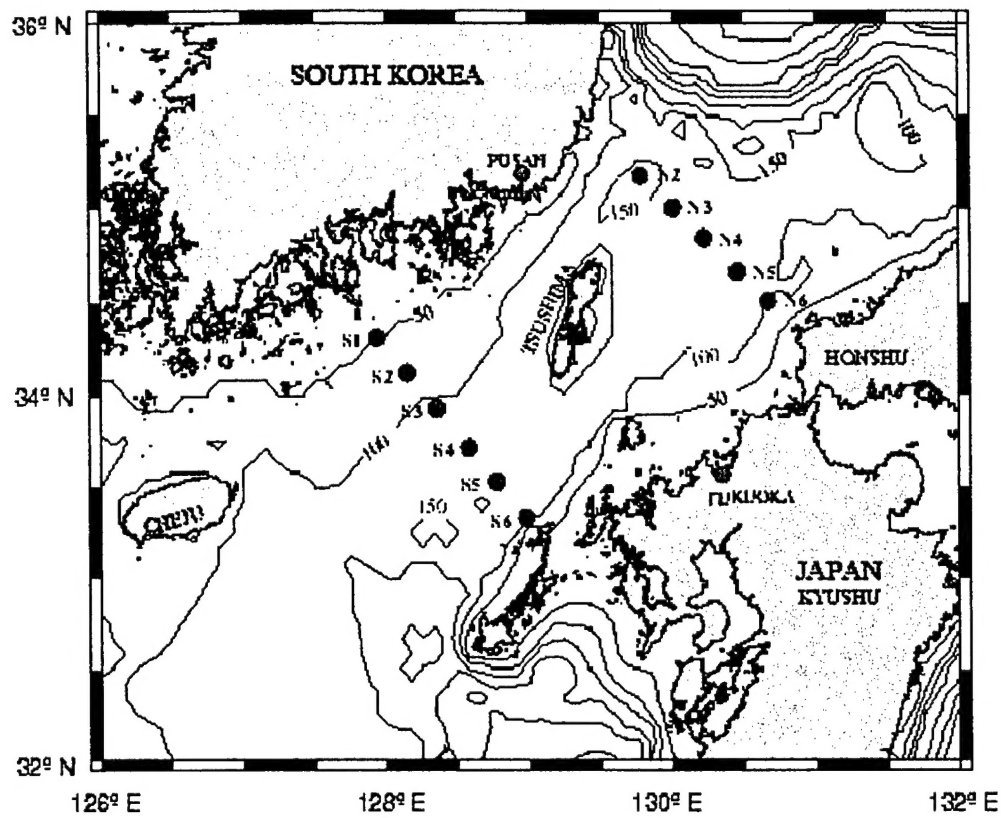 36º N
SOUTH KOREA
100
PUSAN
150
N2
150
N3
N4
N5
N6
TSUSHIMA
50
S1
100
HONSHU
S2
50
34º N
S3
100
S4
S5
FUKUOKA
150
S6
CHEJU
JAPAN
KYUSHU
32º N
126º E
128º E
130º E
132º E